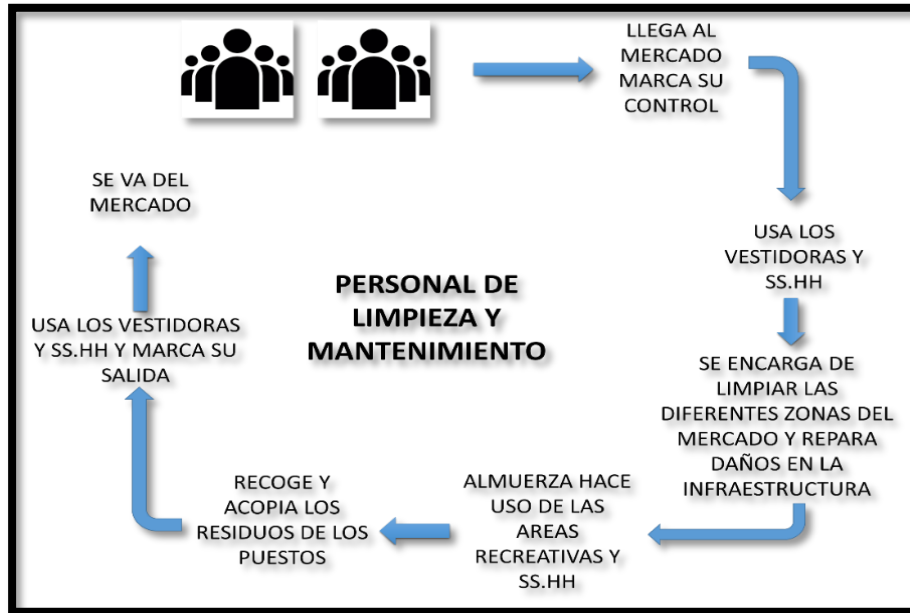 LLEGA AL
MERCADO
MARCA SU
CONTROL
USA LOS
VESTIDORAS Y
SS.HH
SE ENCARGA DE
LIMPIAR LAS
DIFERENTES ZONAS DEL
MERCADO Y REPARA
DAÑOS EN LA
INFRAESTRUCTURA
ALMUERZA HACE
USO DE LAS
AREAS
RECREATIVAS Y
SS.HH
RECOGE Y
ACOPIA LOS
RESIDUOS DE LOS
PUESTOS
USA LOS VESTIDORAS
Y SS.HH Y MARCA SU
SALIDA
SE VA DEL
MERCADO
PERSONAL DE
LIMPIEZA Y
MANTENIMIENTO